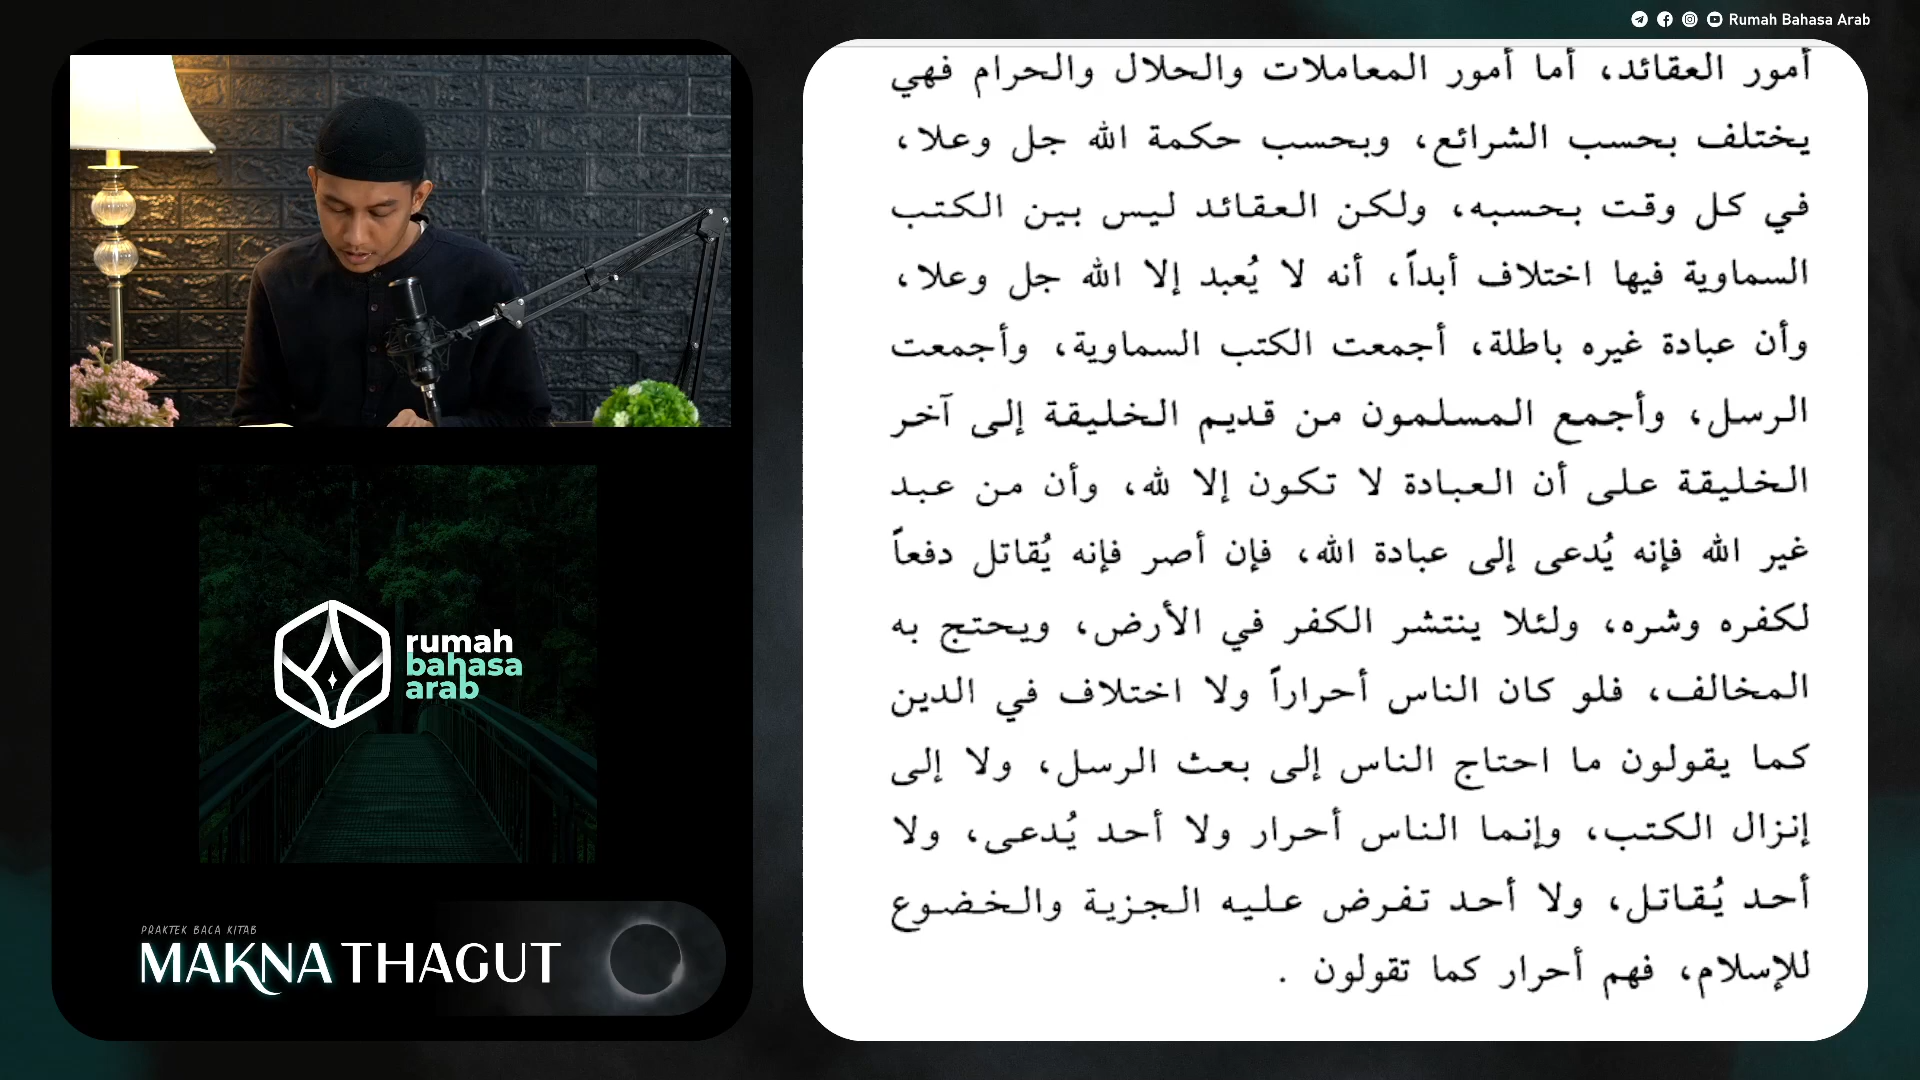 Rumah Bahasa Arab
أمور العقائد، أما أمور المعاملات والحلال والحرام فهي
يختلف بحسب الشرائع، وبحسب حكمة الله جل وعلا،
في كل وقت بحسبه، ولكن العقائد ليس بين الكتب
السماوية فيها اختلاف أبداً، أنه لا يُعبد إلا الله جل وعلا،
وأن عبادة غيره باطلة، أجمعت الكتب السماوية، وأجمعت
الرسل، وأجمع المسلمون من قديم الخليقة إلى آخر
الخليقة على أن العبادة لا تكون إلا لله، وأن من عبد
غير الله فإنه يُدعى إلى عبادة الله، فإن أصر فإنه يُقاتل دفعاً
لكفره وشره، ولئلا ينتشر الكفر في الأرض، ويحتج به
المخالف، فلو كان الناس أحراراً ولا اختلاف في الدين
كما يقولون ما احتاج الناس إلى بعث الرسل، ولا إلى
إنزال الكتب، وإنما الناس أحرار ولا أحد يُدعى، ولا
أحد يُقاتل، ولا أحد تفرض عليه الجزية والخضوع
للإسلام، فهم أحرار كما تقولون .
rumah
bahasa
arab
PRAKTEK BACA KITAB
MAKNA THAGUT